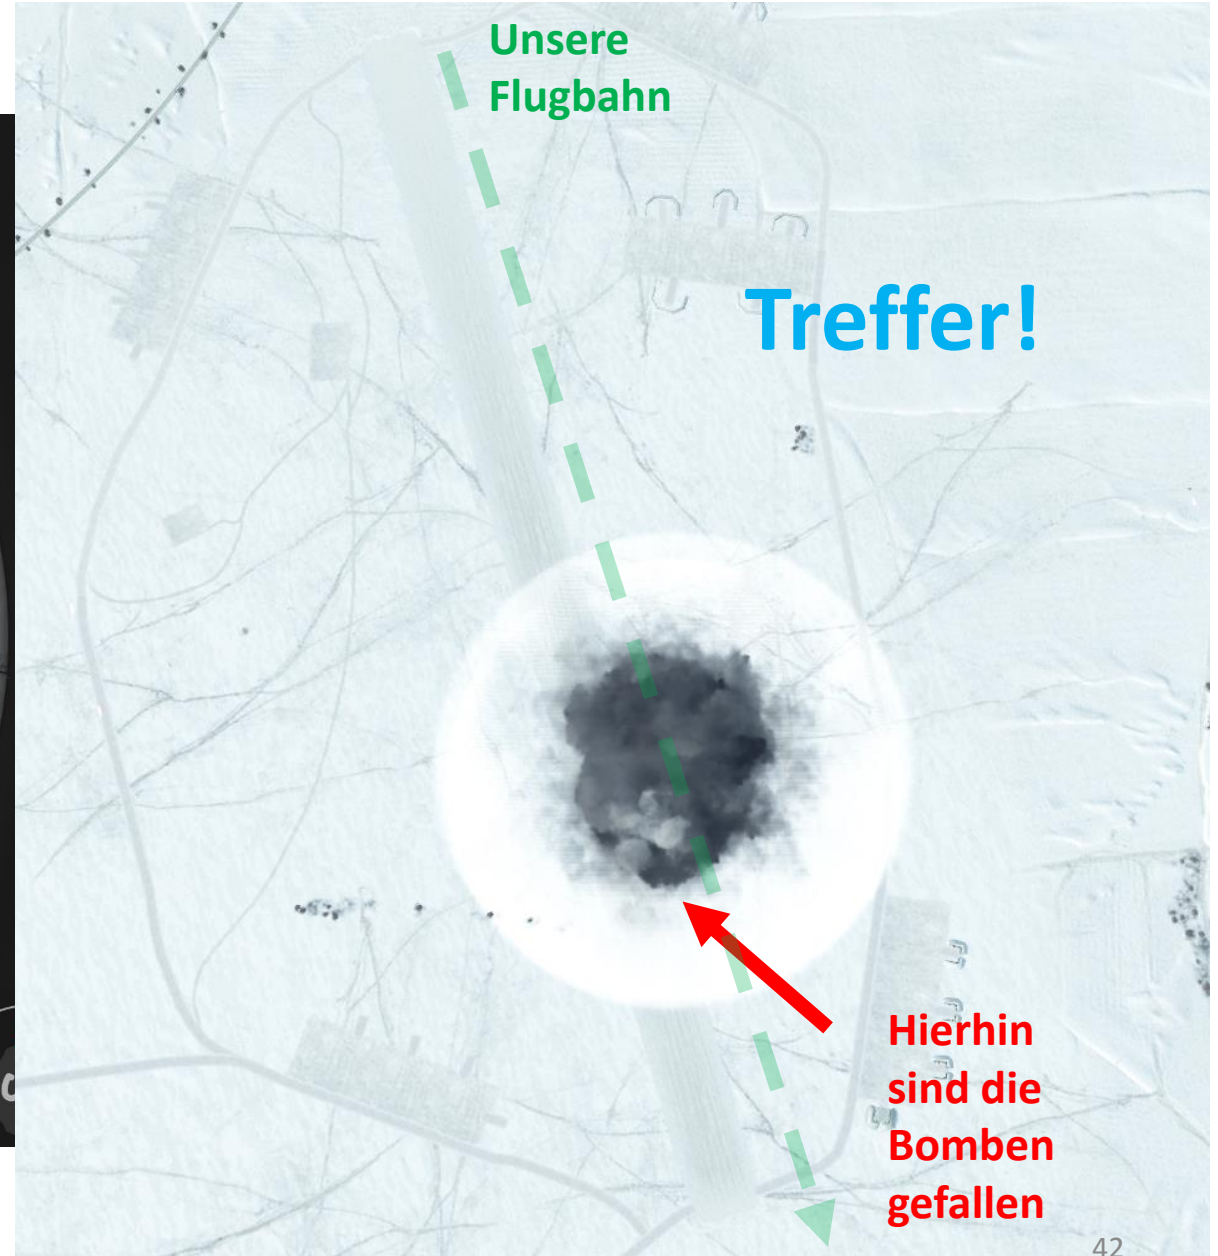 Unsere
Flugbahn
Treffer!
Hierhin
sind die
Bomben
gefallen
42